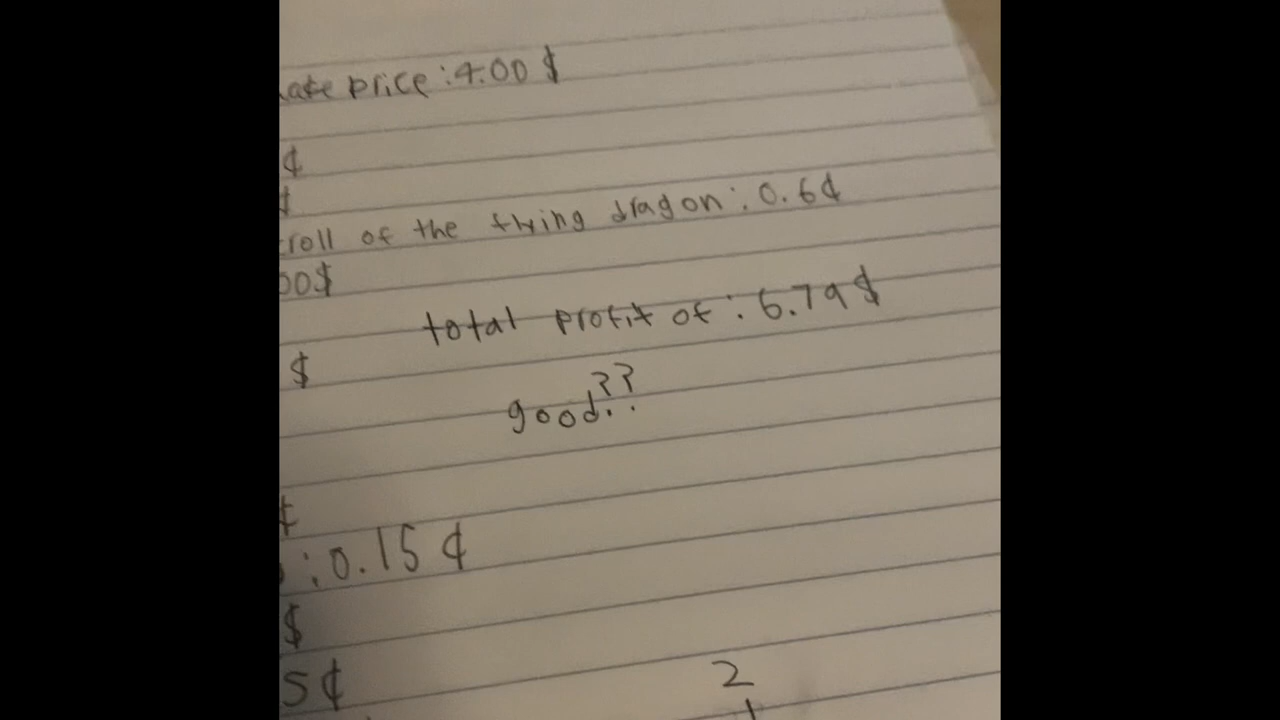 price:4.00 $
¢
$
roll of the flying dragon: 0.6¢
00$
total profit of: 6.79$
$
good??
¢
:0.15¢
$
5¢
2